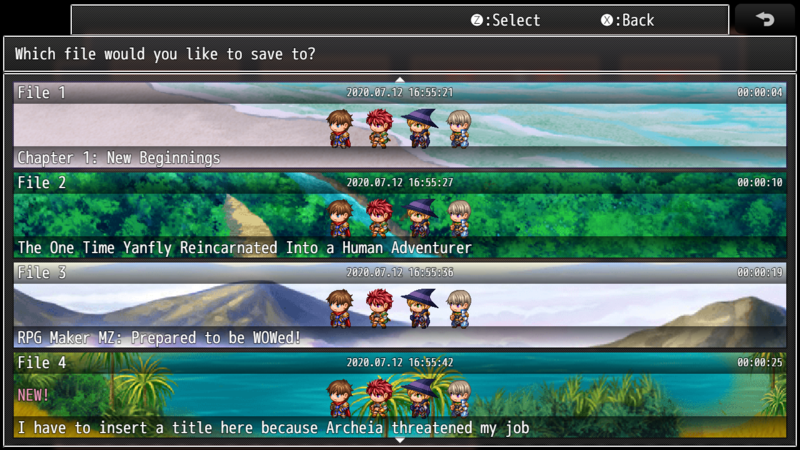 Z:Select X:Back
Which file would you like to save to?
File 1 2020.07.12 16:55:21 00:00:04
Chapter 1: New Beginnings
File 2 2020.07.12 16:55:27 00:00:10
The One Time Yanfly Reincarnated Into a Human Adventurer
File 3 2020.07.12 16:55:36 00:00:19
RPG Maker MZ: Prepared to be WOWed!
File 4 2020.07.12 16:55:42 00:00:25
NEW!
I have to insert a title here because Archeia threatened my job